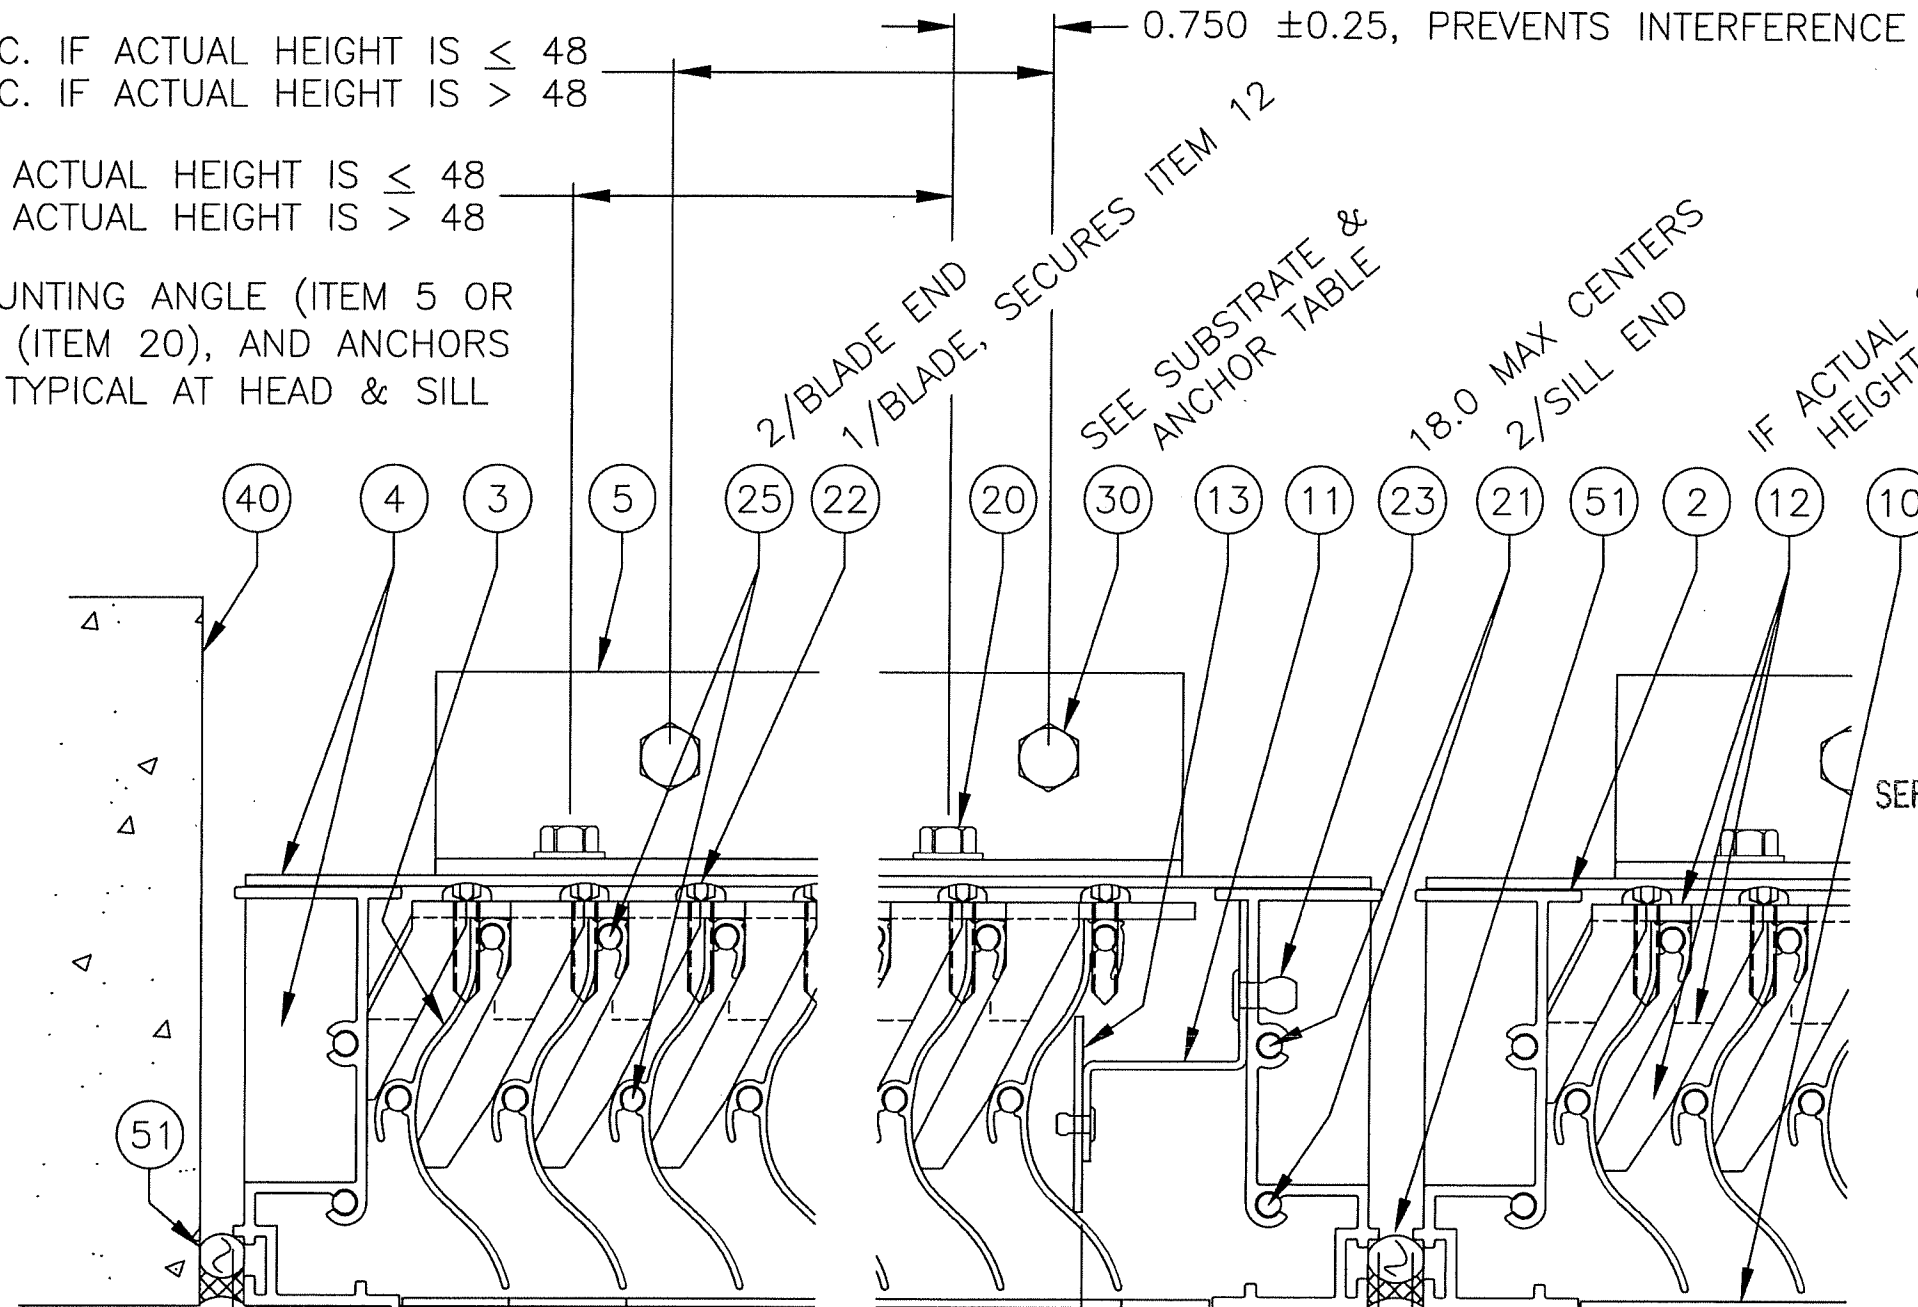 0.750 ±0.25, PREVENTS INTERFERENCE
C. IF ACTUAL HEIGHT IS ≤ 48
C. IF ACTUAL HEIGHT IS > 48
ACTUAL HEIGHT IS ≤ 48
ACTUAL HEIGHT IS > 48
UNTING ANGLE (ITEM 5 OR
(ITEM 20), AND ANCHORS
TYPICAL AT HEAD & SILL
2/BLADE END
1/BLADE, SECURES ITEM 12
SEE SUBSTRATE &
ANCHOR TABLE
18.0 MAX CENTERS
2/SILL END
IF ACTUAL
HEIGHT
40 4 3 5 25 22 20 30 13 11 23 21 51 2 12 10
SEP
51